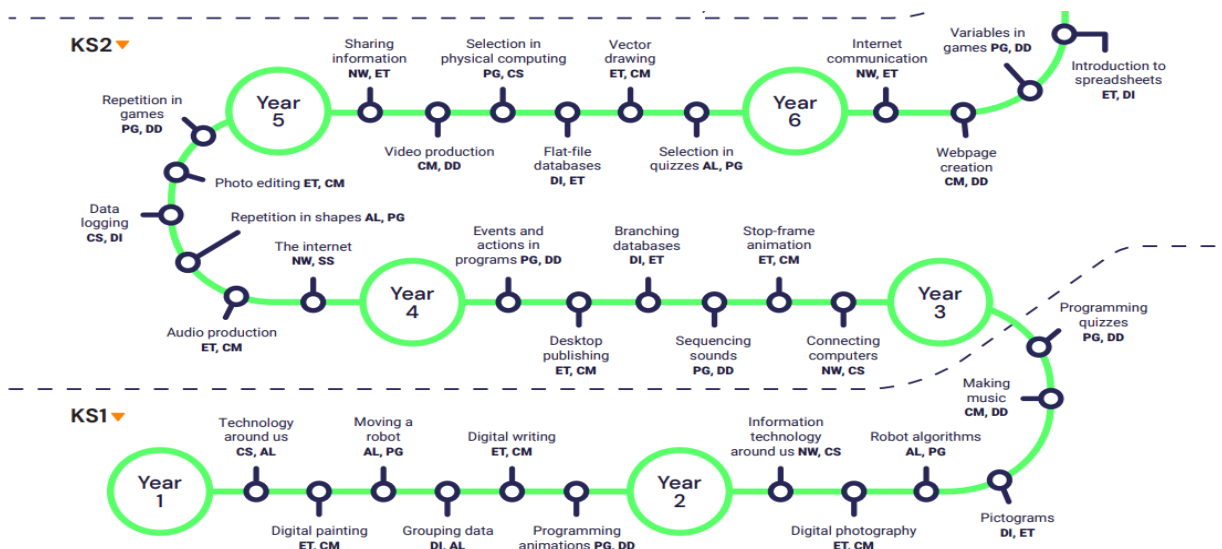 KS2
Sharing
information
NW, ET
Selection in
physical computing
PG, CS
Vector
drawing
ET, CM
Internet
communication
NW, ET
Variables in
games PG, DD
Introduction to
spreadsheets
ET, DI
Repetition in
games
PG, DD
Year
5
Year
6
Video production
CM, DD
Flat-file
databases
DI, ET
Selection in
quizzes AL, PG
Webpage
creation
CM, DD
Photo editing ET, CM
Data
logging
CS, DI
Repetition in shapes AL, PG
The internet
NW, SS
Events and
actions in
programs PG, DD
Branching
databases
DI, ET
Stop-frame
animation
ET, CM
Year
4
Year
3
Audio production
ET, CM
Desktop
publishing
ET, CM
Sequencing
sounds
PG, DD
Connecting
computers
NW, CS
Programming
quizzes
PG, DD
Making
music
CM, DD
KS1
Technology
around us
CS, AL
Moving a
robot
AL, PG
Digital writing
ET, CM
Information
technology
around us NW, CS
Robot algorithms
AL, PG
Year
1
Year
2
Digital painting
ET, CM
Grouping data
DI, AL
Programming
animations PG, DD
Digital photography
ET, CM
Pictograms
DI, ET